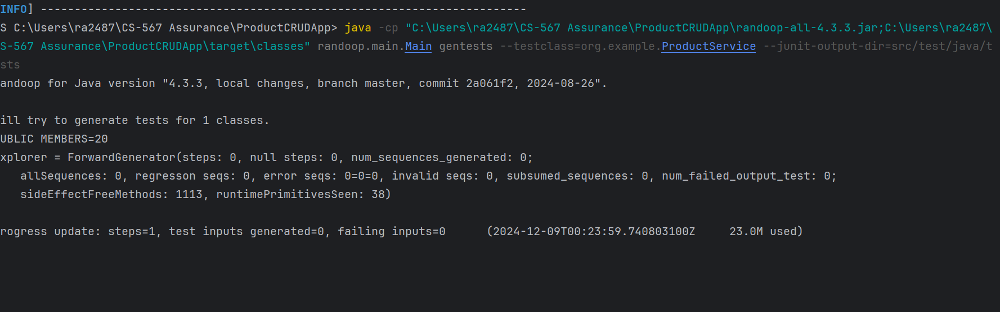 INFO] ------------------------------------------------------------------------
S C:\Users\ra2487\CS-567 Assurance\ProductCRUDApp> java -cp "C:\Users\ra2487\CS-567 Assurance\ProductCRUDApp\randoop-all-4.3.3.jar;C:\Users\ra2487\
S-567 Assurance\ProductCRUDApp\target\classes" randoop.main.Main gentests --testclass=org.example.ProductService --junit-output-dir=src/test/java/t
sts
andoop for Java version "4.3.3, local changes, branch master, commit 2a061f2, 2024-08-26".
ill try to generate tests for 1 classes.
UBLIC MEMBERS=20
xplorer = ForwardGenerator(steps: 0, null steps: 0, num_sequences_generated: 0;
allSequences: 0, regresson seqs: 0, error seqs: 0=0=0, invalid seqs: 0, subsumed_sequences: 0, num_failed_output_test: 0;
sideEffectFreeMethods: 1113, runtimePrimitivesSeen: 38)
rogress update: steps=1, test inputs generated=0, failing inputs=0      (2024-12-09T00:23:59.740803100Z     23.0M used)